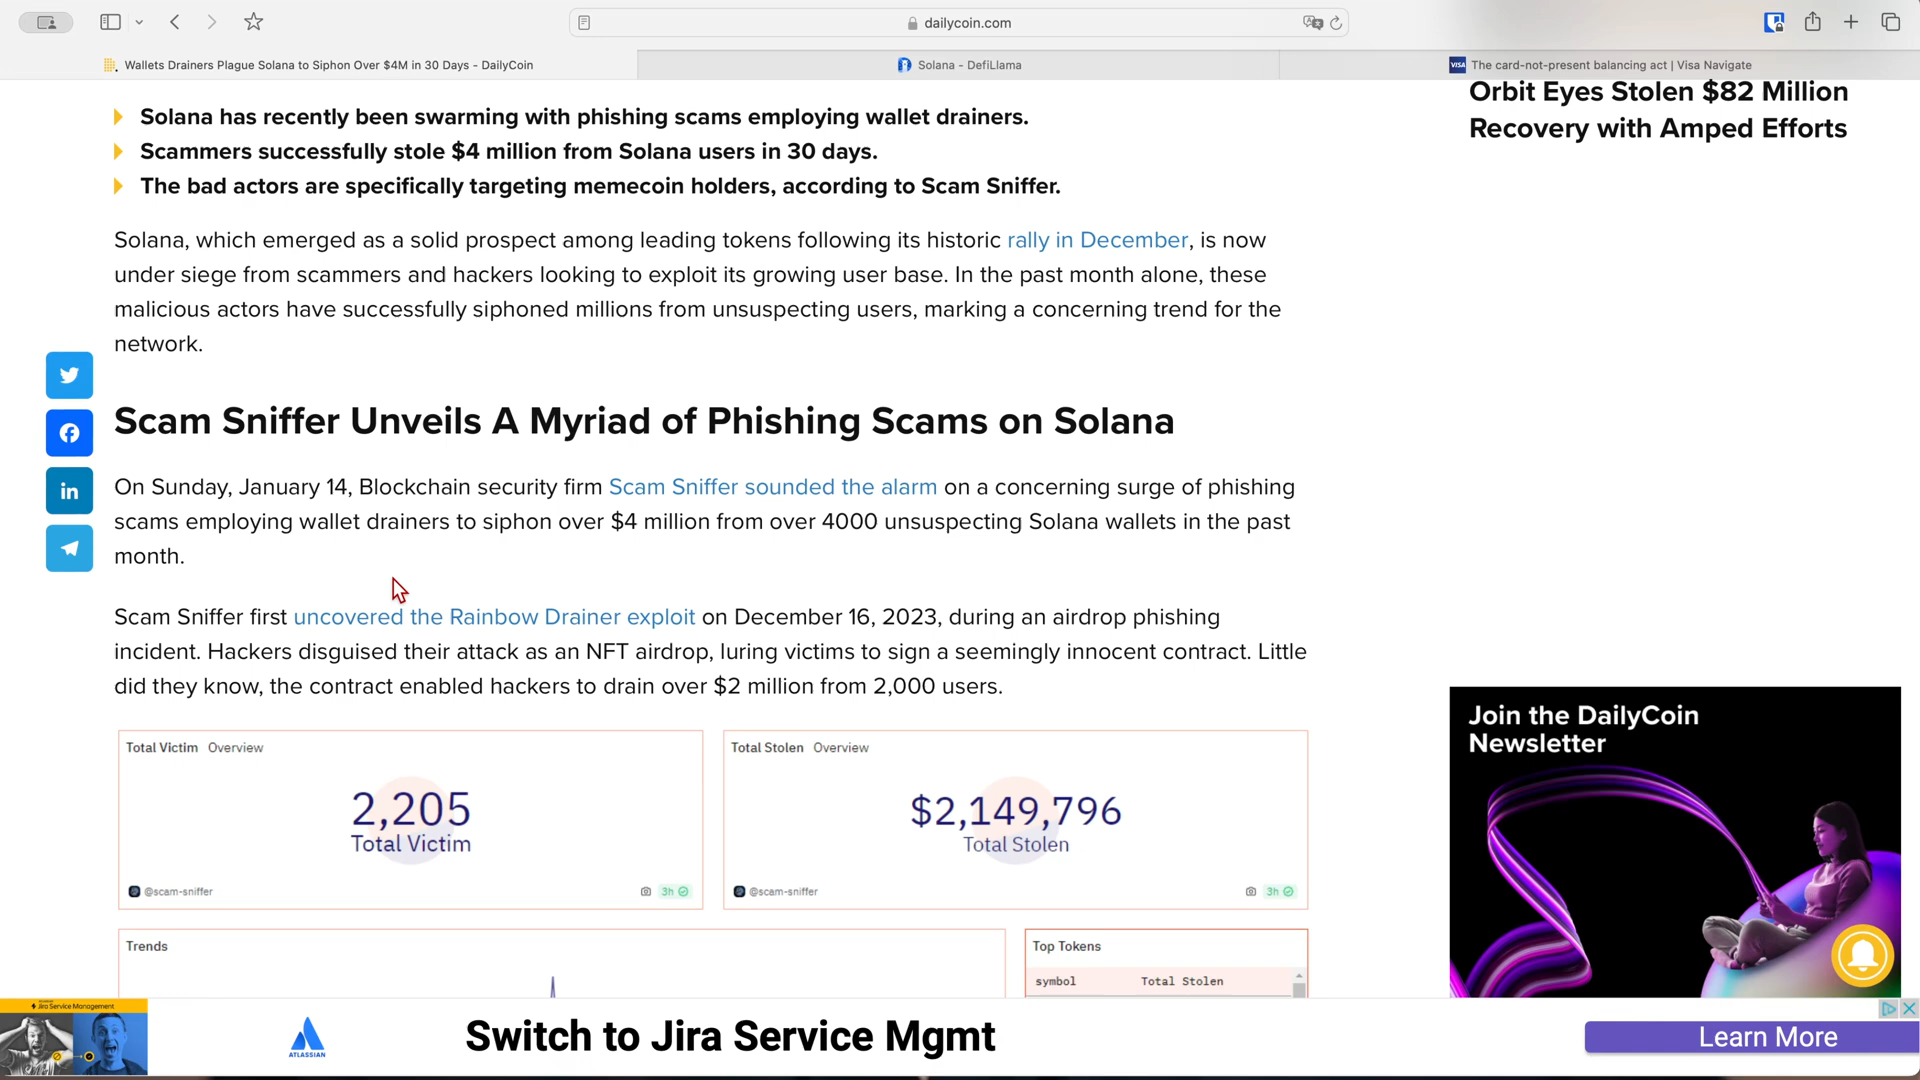 dailycoin.com
Wallets Drainers Plague Solana to Siphon Over $4M in 30 Days - DailyCoin
Solana - DefiLlama
VISA The card-not-present balancing act | Visa Navigate
Solana has recently been swarming with phishing scams employing wallet drainers.
Scammers successfully stole $4 million from Solana users in 30 days.
The bad actors are specifically targeting memecoin holders, according to Scam Sniffer.
Orbit Eyes Stolen $82 Million
Recovery with Amped Efforts
Solana, which emerged as a solid prospect among leading tokens following its historic rally in December, is now
under siege from scammers and hackers looking to exploit its growing user base. In the past month alone, these
malicious actors have successfully siphoned millions from unsuspecting users, marking a concerning trend for the
network.
Scam Sniffer Unveils A Myriad of Phishing Scams on Solana
On Sunday, January 14, Blockchain security firm Scam Sniffer sounded the alarm on a concerning surge of phishing
scams employing wallet drainers to siphon over $4 million from over 4000 unsuspecting Solana wallets in the past
month.
Scam Sniffer first uncovered the Rainbow Drainer exploit on December 16, 2023, during an airdrop phishing
incident. Hackers disguised their attack as an NFT airdrop, luring victims to sign a seemingly innocent contract. Little
did they know, the contract enabled hackers to drain over $2 million from 2,000 users.
Total Victim Overview
2,205
Total Victim
@scam-sniffer
3h
Total Stolen Overview
$2,149,796
Total Stolen
@scam-sniffer
3h
Trends
Top Tokens
symbol Total Stolen
Join the DailyCoin
Newsletter
Jira Service Management
ATLASSIAN
Switch to Jira Service Mgmt
Learn More